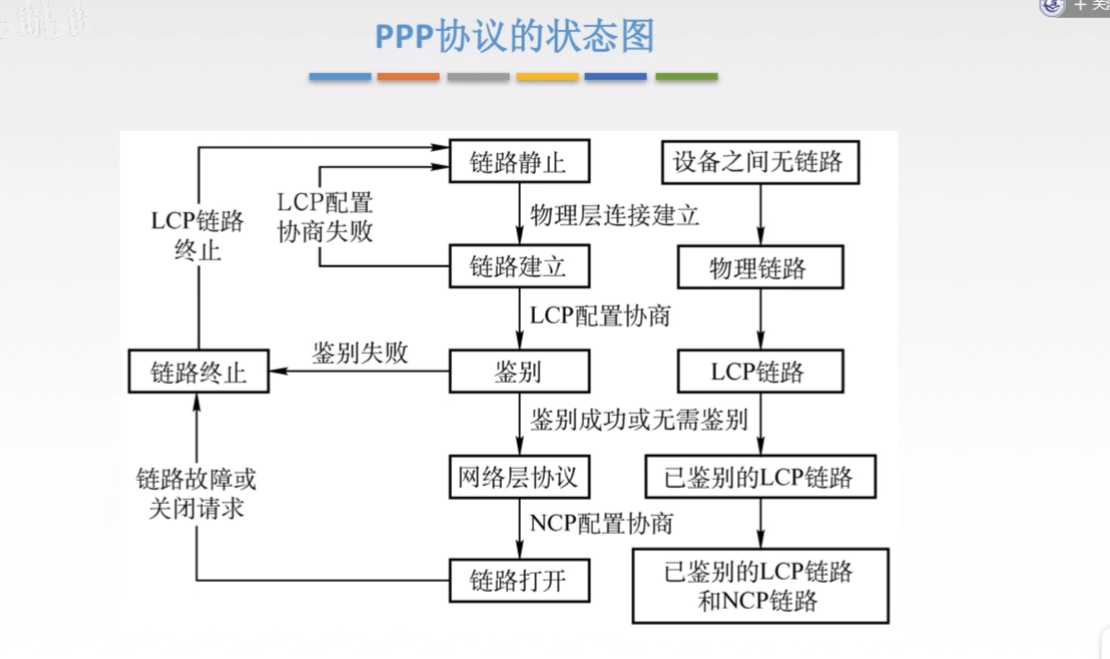 PPP协议的状态图
链路静止
设备之间无链路
LCP配置
协商失败
LCP链路
终止
物理层连接建立
链路建立
物理链路
LCP配置协商
链路终止
鉴别失败
鉴别
LCP链路
鉴别成功或无需鉴别
链路故障或
关闭请求
网络层协议
已鉴别的LCP链路
NCP配置协商
链路打开
已鉴别的LCP链路
和NCP链路